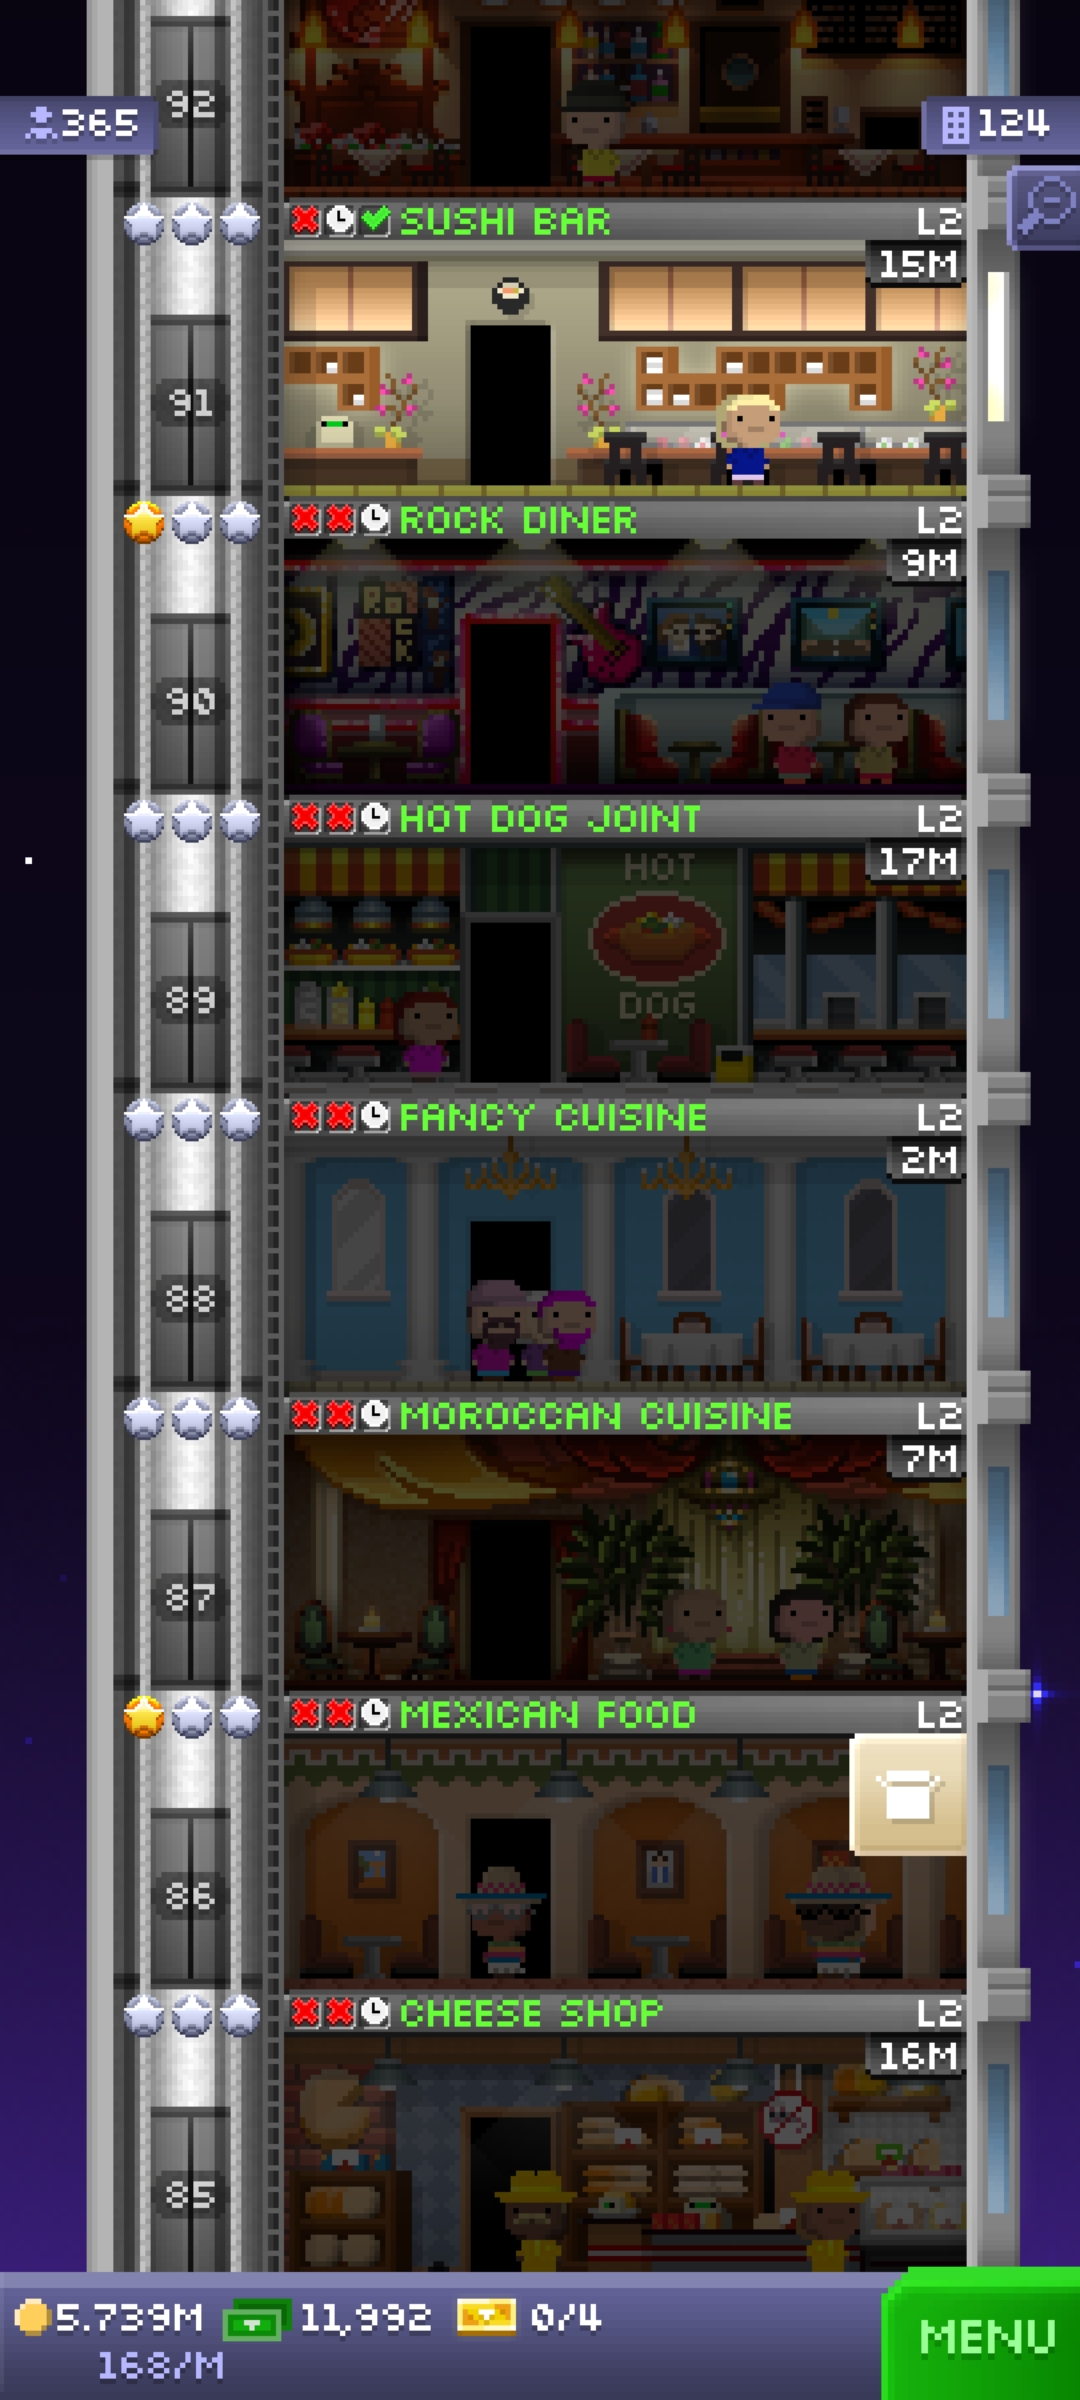 92
365
124
SUSHI BAR L2
15M
91
ROCK DINER L2
9M
ROCK
90
HOT DOG JOINT L2
17M
HOT
DOG
89
FANCY CUISINE L2
2M
88
MOROCCAN CUISINE L2
7M
87
MEXICAN FOOD L2
86
CHEESE SHOP L2
16M
85
5.739M 11,992 0/4
168/M
MENU